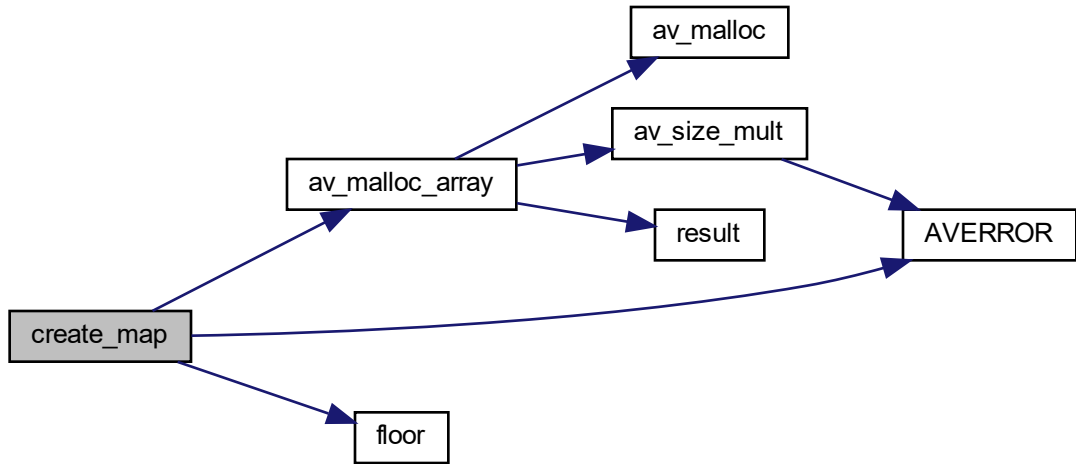 av_malloc
av_size_mult
av_malloc_array
result
AVERROR
create_map
floor